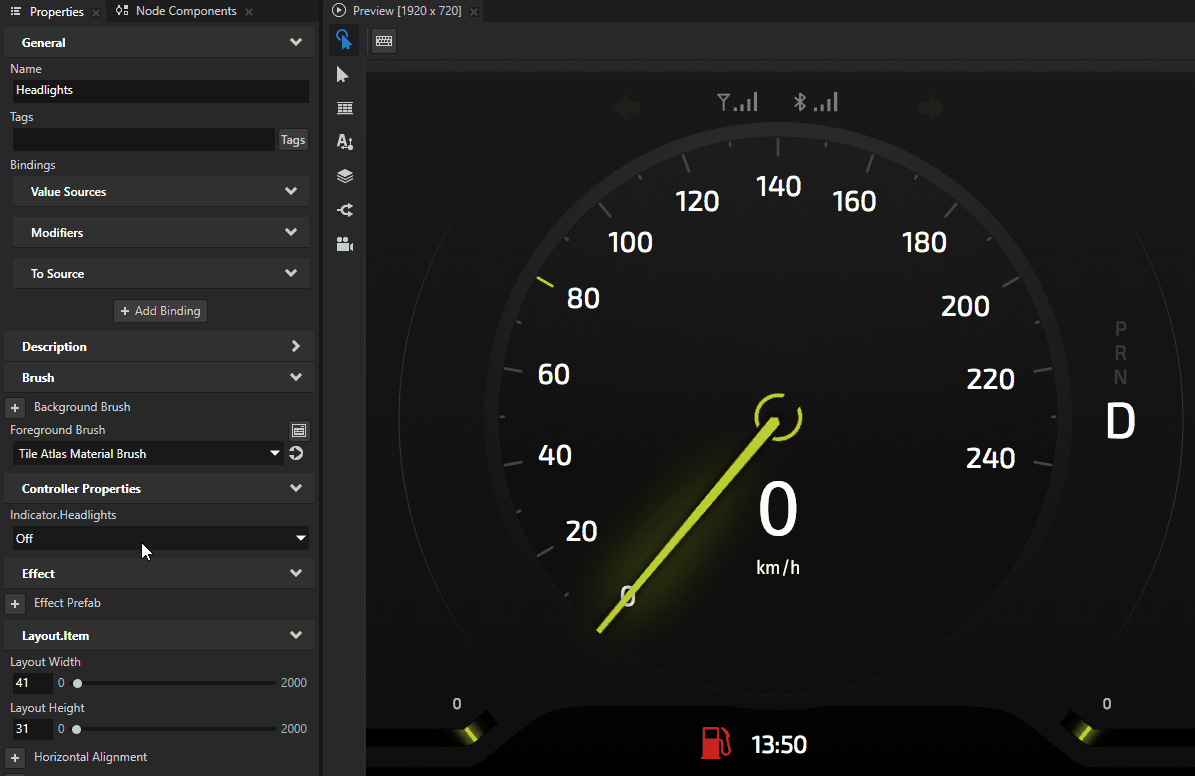 Properties
Node Components
Preview [1920 x 720]
General
Name
Headlights
Tags
Tags
Bindings
Value Sources
Modifiers
To Source
+ Add Binding
Description
Brush
+ Background Brush
Foreground Brush
Tile Atlas Material Brush
Controller Properties
Indicator.Headlights
Off
Effect
+ Effect Prefab
Layout.Item
Layout Width
41 0 2000
Layout Height
31 0 2000
+ Horizontal Alignment
0
20
40
60
80
100
120
140
160
180
200
220
240
0
km/h
P
R
N
D
0
0
13:50